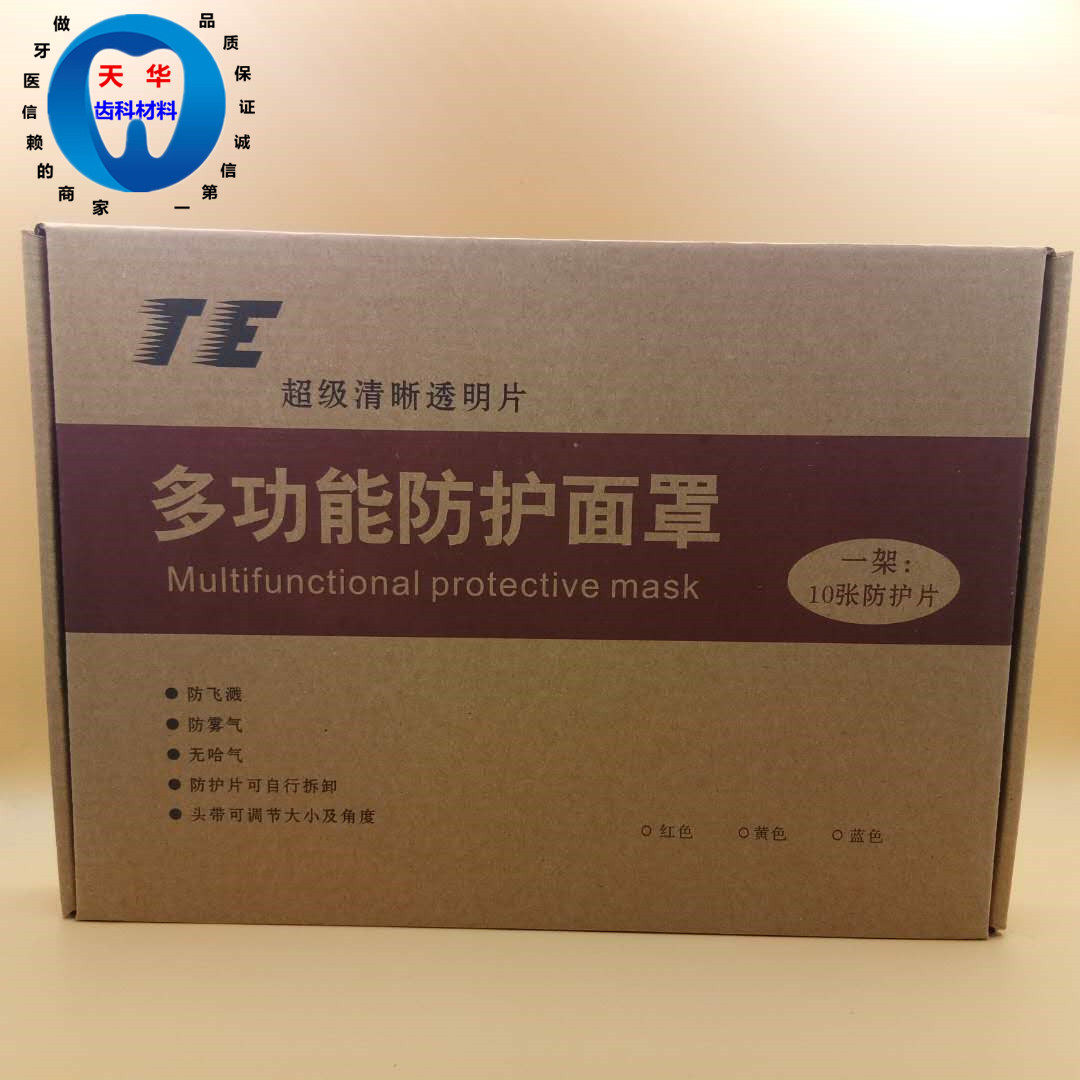 做牙医信赖的商家
品质保证诚信第一
天 华
齿科材料
TE
超级清晰透明片
多功能防护面罩
Multifunctional protective mask
一架：
10张防护片
● 防飞溅
● 防雾气
● 无哈气
● 防护片可自行拆卸
● 头带可调节大小及角度
○ 红色 ○ 黄色 ○ 蓝色